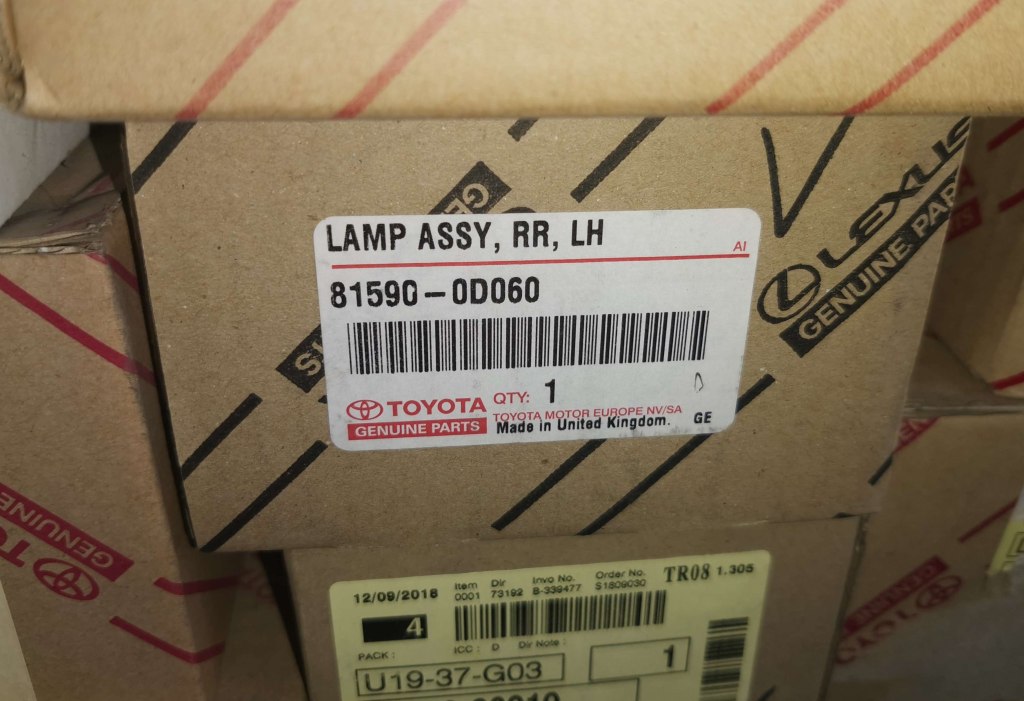 LEXUS
GENUINE PAR
LAMP ASSY, RR, LH
AI
81590-0D060
TOYOTA
GENUINE PARTS
QTY: 1
TOYOTA MOTOR EUROPE NV/SA
Made in United Kingdom. GE
GENUINE
12/09/2018
Item Dir Invo No. Order No. TR08 1.305
0001 73192 B-339477 S1809030
4
PACK:
ICC: D Dir Note:
U19-37-G03
1